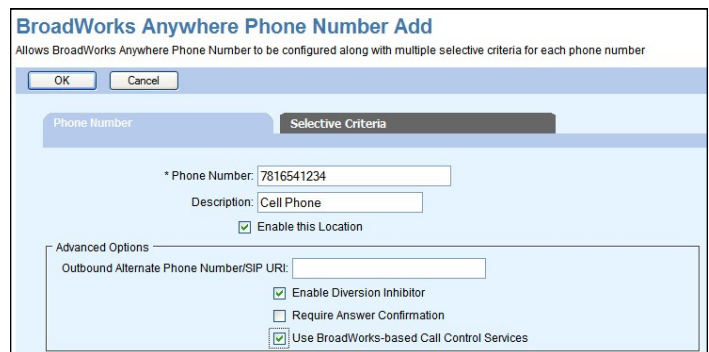 BroadWorks Anywhere Phone Number Add
Allows BroadWorks Anywhere Phone Number to be configured along with multiple selective criteria for each phone number
OK Cancel
Phone Number Selective Criteria
* Phone Number: 7816541234
Description: Cell Phone
Enable this Location
Advanced Options
Outbound Alternate Phone Number/SIP URI:
Enable Diversion Inhibitor
Require Answer Confirmation
Use BroadWorks-based Call Control Services